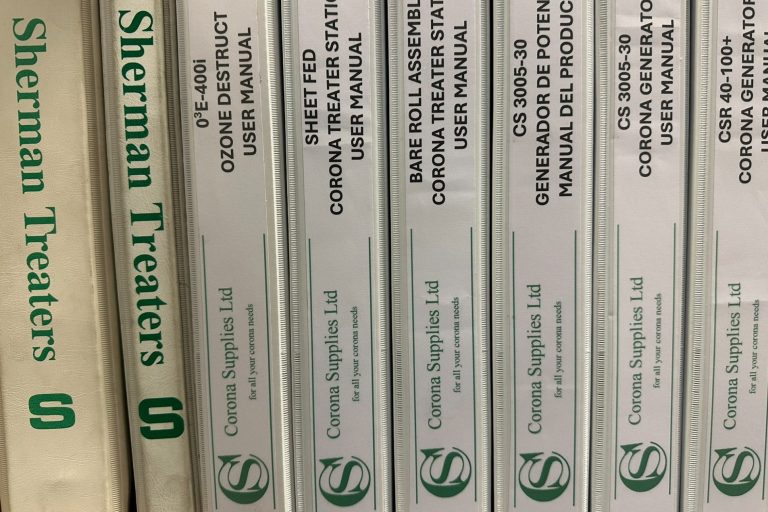 Sherman Treaters S
Sherman Treaters S
O³E-400i
OZONE DESTRUCT
USER MANUAL
Corona Supplies Ltd
for all your corona needs
SHEET FED
CORONA TREATER STATI
USER MANUAL
Corona Supplies Ltd
for all your corona needs
BARE ROLL ASSEMBL
CORONA TREATER STAT
USER MANUAL
Corona Supplies Ltd
for all your corona needs
CS 3005-30
GENERADOR DE POTEN
MANUAL DEL PRODUC
Corona Supplies Ltd
for all your corona needs
CS 3005-30
CORONA GENERATO
USER MANUAL
Corona Supplies Ltd
for all your corona needs
CSR 40-100+
CORONA GENERATOR
USER MANUAL
Corona Supplies Ltd
for all your corona needs